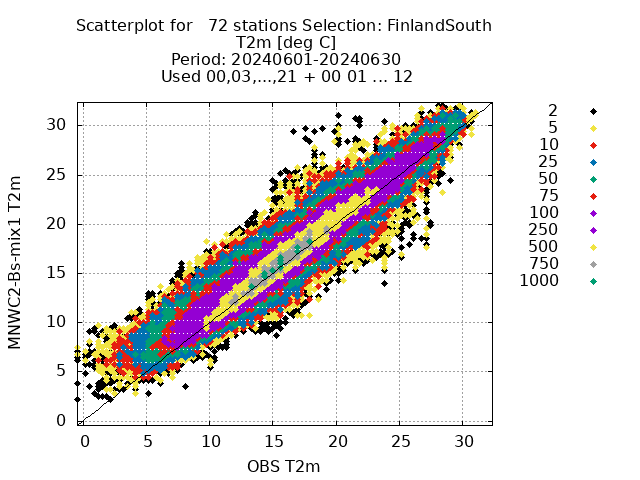 Scatterplot for   72 stations Selection: FinlandSouth
T2m [deg C]
Period: 20240601-20240630
Used 00,03,...,21 + 00 01 ... 12
MNWC2-Bs-mix1 T2m
30
25
20
15
10
5
0
0 5 10 15 20 25 30
OBS T2m
2
5
10
25
50
75
100
250
500
750
1000